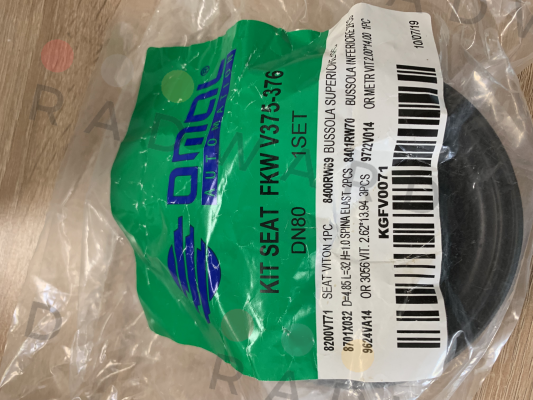 OMAL
AUTOMATION
KIT SEAT FKW V375-376
DN80 1SET
8200VT71 SEAT VITON 1PC 8400RW69 BUSSOLA SUPERIORE
8701X032 D=4.85 L=32 H=1.0 SPINA ELAST. 2PCS 8401RW70 BUSSOLA INFERIORE
9624VA14 OR 3056 VIT. 2.62*13.94 3PCS 9722V014 OR METR VIT 2.00*14.00 1PC
KGFV0071
10/07/19